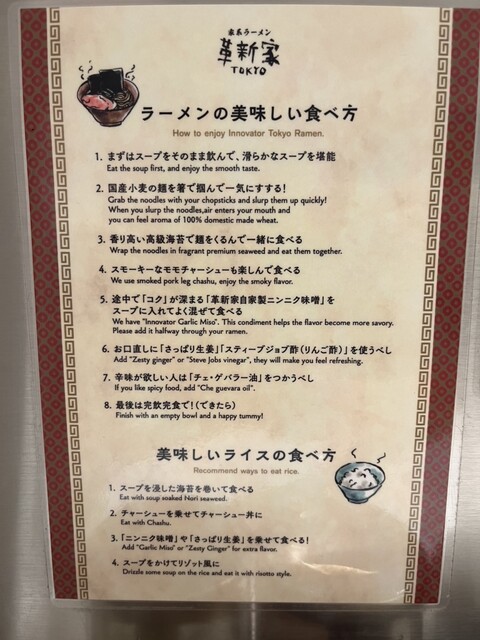 家系ラーメン
革新家
TOKYO
ラーメンの美味しい食べ方
How to enjoy Innovator Tokyo Ramen.
1. まずはスープをそのまま飲んで、滑らかなスープを堪能
Eat the soup first, and enjoy the smooth taste.
2. 国産小麦の麺を箸で掴んで一気にすする!
Grab the noodles with your chopsticks and slurp them up quickly!
When you slurp the noodles,air enters your mouth and
you can feel aroma of 100% domestic made wheat.
3. 香り高い高級海苔で麺をくるんで一緒に食べる
Wrap the noodles in fragrant premium seaweed and eat them together.
4. スモーキーなモモチャーシューも楽しんで食べる
We use smoked pork leg chashu, enjoy the smoky flavor.
5. 途中で「コク」が深まる「革新家自家製ニンニク味噌」を
スープに入れてよく混ぜて食べる
We have "Innovator Garlic Miso". This condiment helps the flavor become more savory.
Please add it halfway through your ramen.
6. お口直しに「さっぱり生姜」「スティーブジョブ酢(りんご酢)」を使うべし
Add "Zesty ginger" or "Steve Jobs vinegar", they will make you feel refreshing.
7. 辛味が欲しい人は「チェ・ゲバラー油」をつかうべし
If you like spicy food, add "Che guevara oil".
8. 最後は完飲完食で!(できたら)
Finish with an empty bowl and a happy tummy!
美味しいライスの食べ方
Recommend ways to eat rice.
1. スープを浸した海苔を巻いて食べる
Eat with soup soaked Nori seaweed.
2. チャーシューを乗せてチャーシュー丼に
Eat with Chashu.
3. 「ニンニク味噌」や「さっぱり生姜」を乗せて食べる!
Add "Garlic Miso" or "Zesty Ginger" for extra flavor.
4. スープをかけてリゾット風に
Drizzle some soup on the rice and eat it with risotto style.